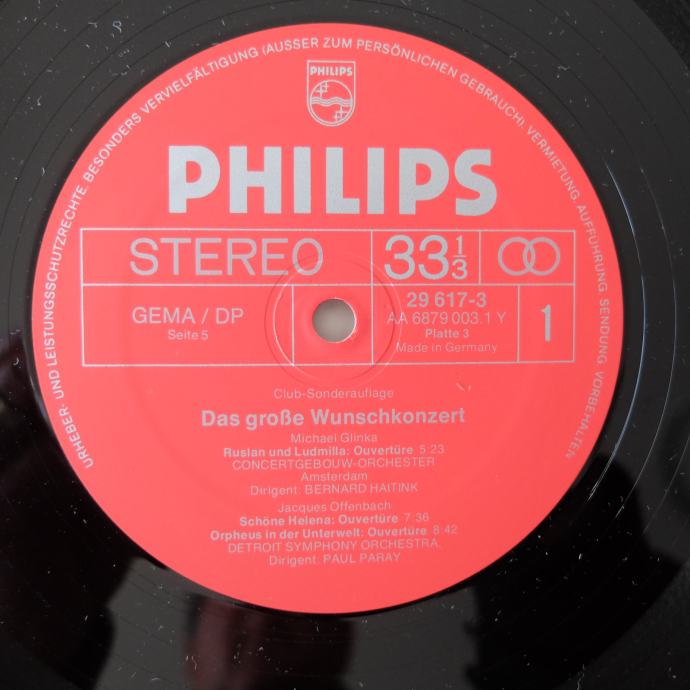 URHEBER- UND LEISTUNGSSCHUTZRECHTE, BESONDERS VERVIELFÄLTIGUNG (AUSSER ZUM PERSÖNLICHEN GEBRAUCH), VERMIETUNG, AUFFÜHRUNG, SENDUNG VORBEHALTEN
PHILIPS
PHILIPS
STEREO 33 1/3
GEMA / DP
Seite 5
29 617-3
AA 6879 003.1 Y
Platte 3
Made in Germany
1
Club-Sonderauflage
Das große Wunschkonzert
Michael Glinka
Ruslan und Ludmilla: Ouvertüre 5:23
CONCERTGEBOUW-ORCHESTER
Amsterdam
Dirigent: BERNARD HAITINK
Jacques Offenbach
Schöne Helena: Ouvertüre 7:36
Orpheus in der Unterwelt: Ouvertüre 8:42
DETROIT SYMPHONY ORCHESTRA,
Dirigent: PAUL PARAY